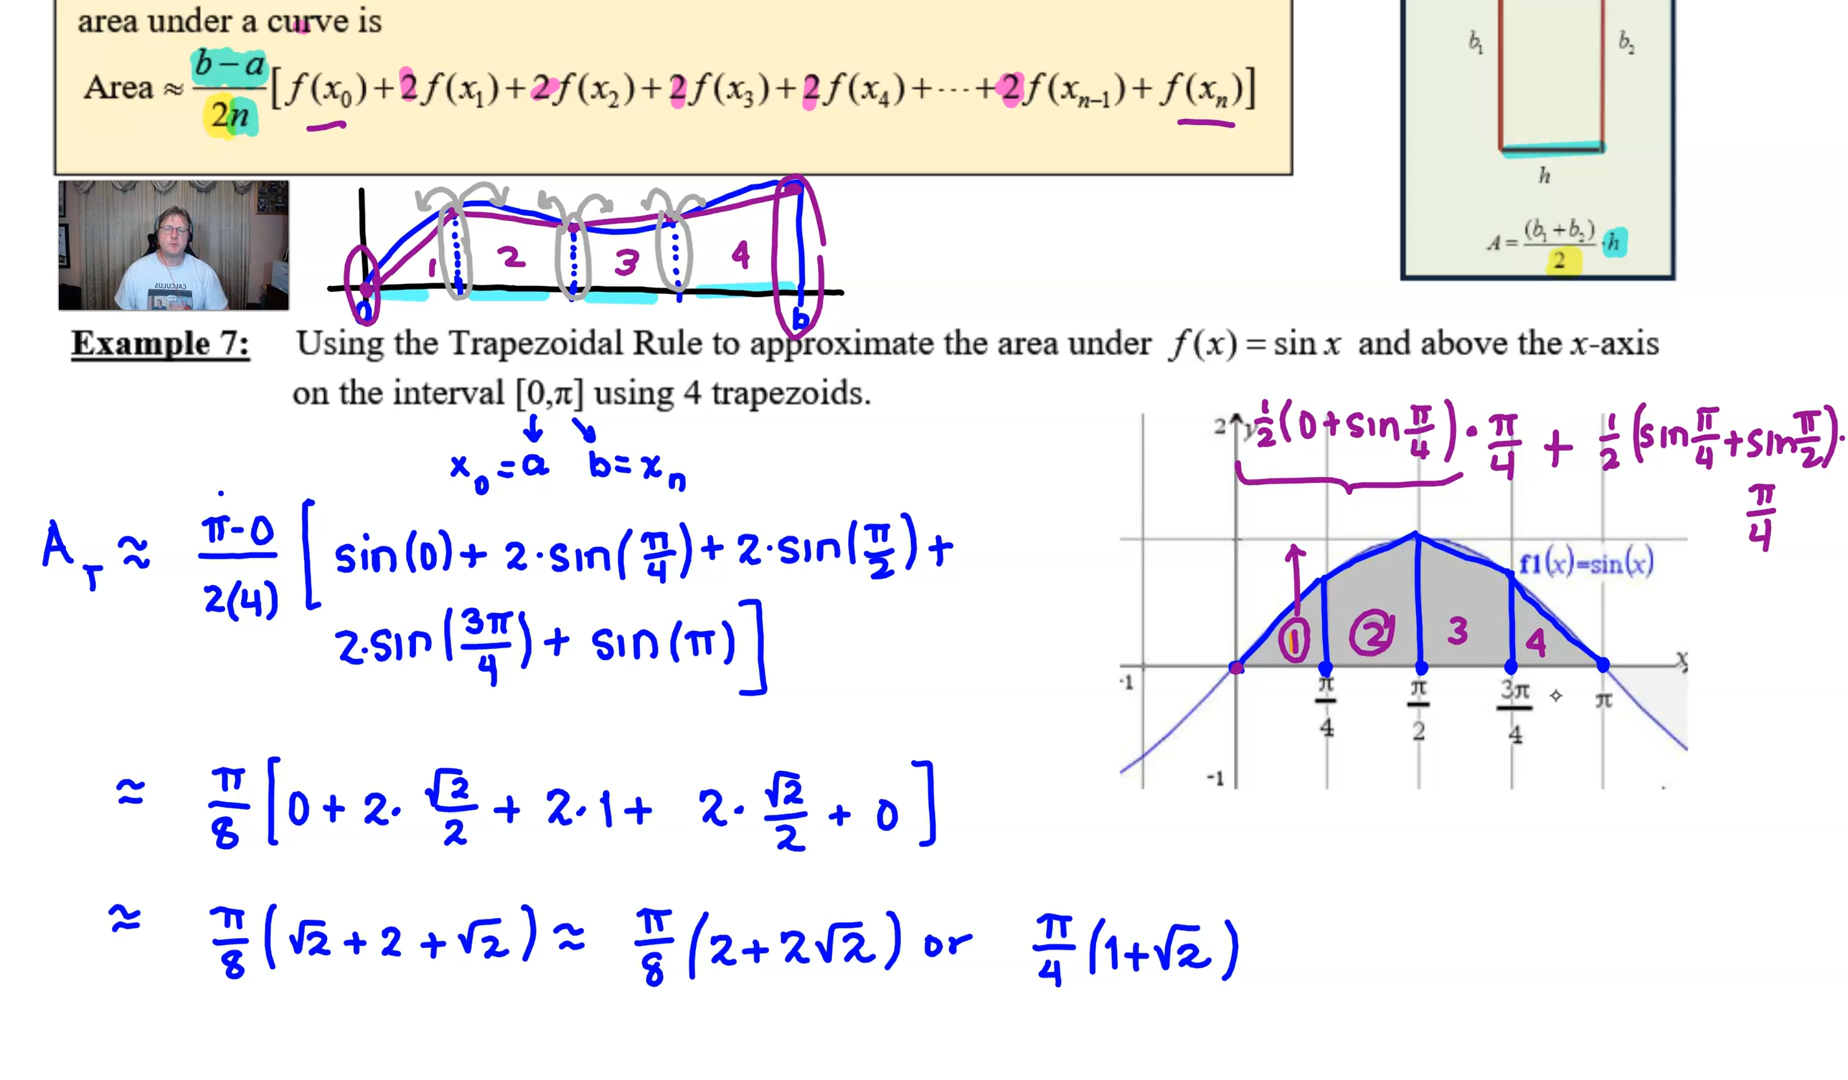 area under a curve is
Area ≈ (b − a)/(2n) [f(x₀) + 2f(x₁) + 2f(x₂) + 2f(x₃) + 2f(x₄) + ⋯ + 2f(xₙ₋₁) + f(xₙ)]
b₁ b₂
h
A = (b₁ + b₂)/2 · h
1 2 3 4
b
Example 7: Using the Trapezoidal Rule to approximate the area under f(x) = sin x and above the x-axis
on the interval [0,π] using 4 trapezoids.
x₀ = a b = xₙ
2 y ½(0 + sin π/4) · π/4 + ½(sin π/4 + sin π/2) ·
π/4
A_T ≈ (π − 0)/(2(4)) [sin(0) + 2·sin(π/4) + 2·sin(π/2) +
2·sin(3π/4) + sin(π)]
f1(x)=sin(x)
1 2 3 4
x
-1 π/4 π/2 3π/4 π
-1
≈ π/8 [0 + 2· √2/2 + 2·1 + 2· √2/2 + 0]
≈ π/8 (√2 + 2 + √2) ≈ π/8 (2 + 2√2) or π/4 (1 + √2)